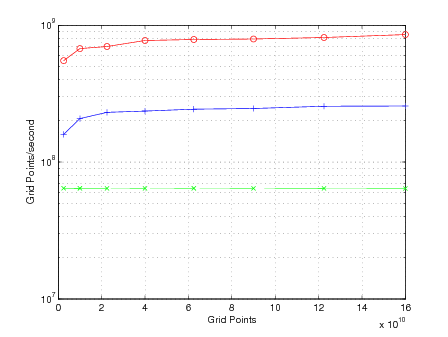 10^9
10^8
10^7
Grid Points/second
0 2 4 6 8 10 12 14 16
Grid Points
x 10^10